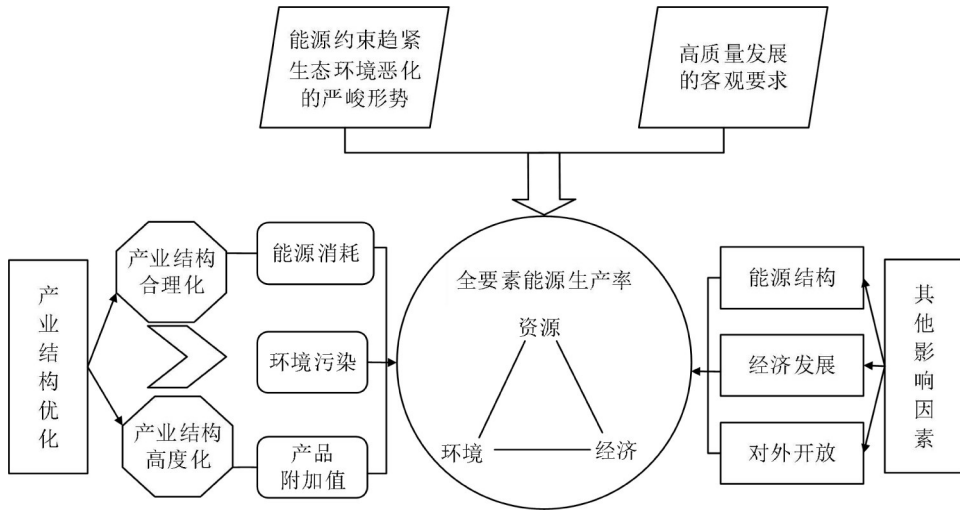 能源约束趋紧
生态环境恶化
的严峻形势
高质量发展
的客观要求
产业结构优化
产业结构
合理化
产业结构
高度化
能源消耗
环境污染
产品
附加值
全要素能源生产率
资源
环境
经济
能源结构
经济发展
对外开放
其他影响因素